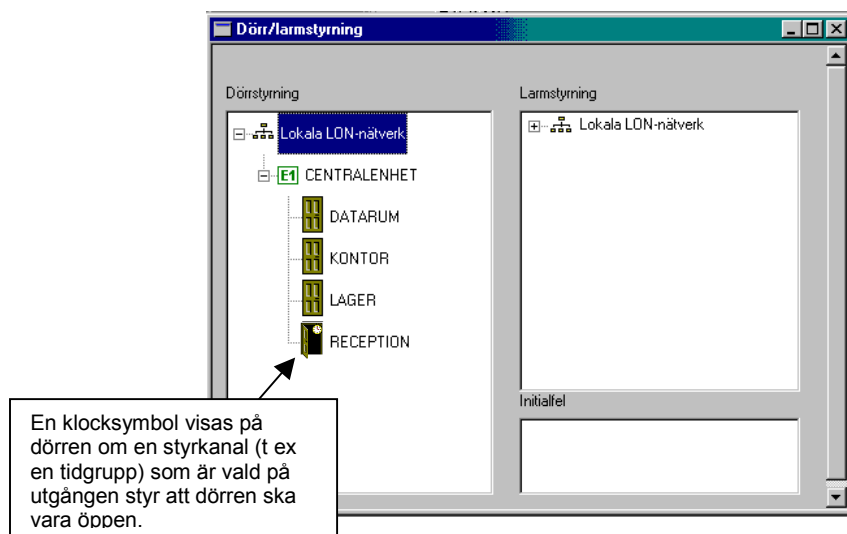 Dörr/larmstyrning
Dörrstyrning
Lokala LON-nätverk
E1 CENTRALENHET
DATARUM
KONTOR
LAGER
RECEPTION
Larmstyrning
Lokala LON-nätverk
Initialfel
En klocksymbol visas på
dörren om en styrkanal (t ex
en tidgrupp) som är vald på
utgången styr att dörren ska
vara öppen.